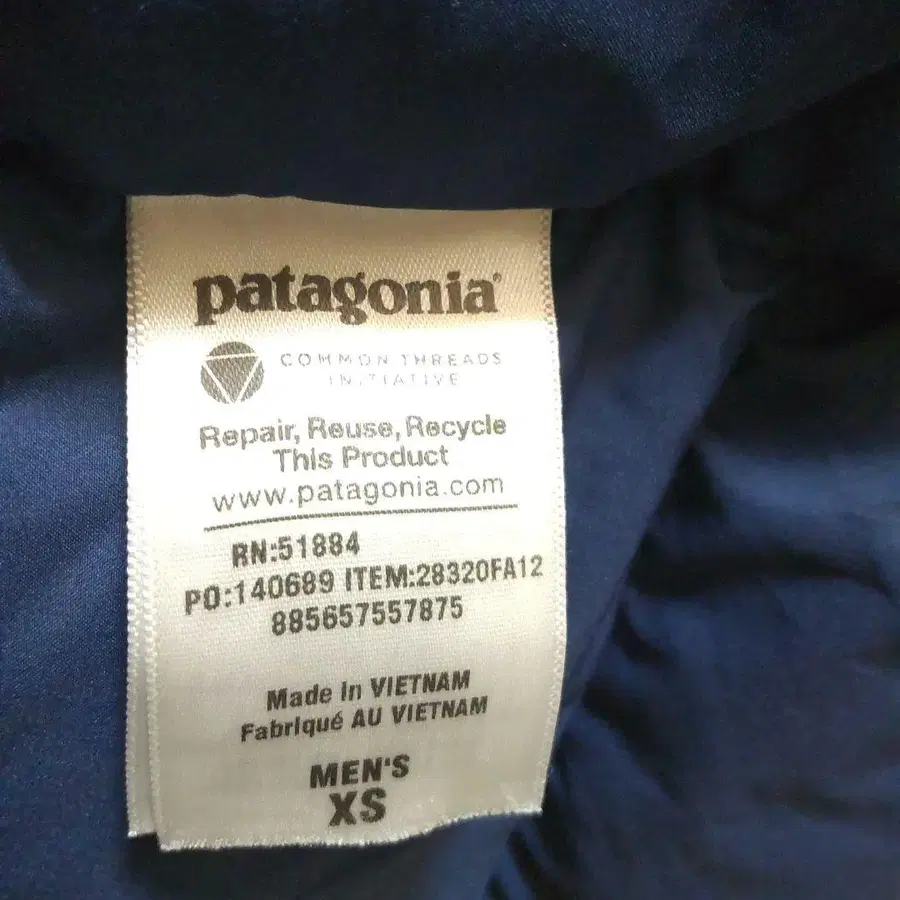 patagonia®
COMMON THREADS
INITIATIVE
Repair, Reuse, Recycle
This Product
www.patagonia.com
RN:51884
PO:140689 ITEM:28320FA12
885657557875
Made in VIETNAM
Fabriqué AU VIETNAM
MEN'S
XS